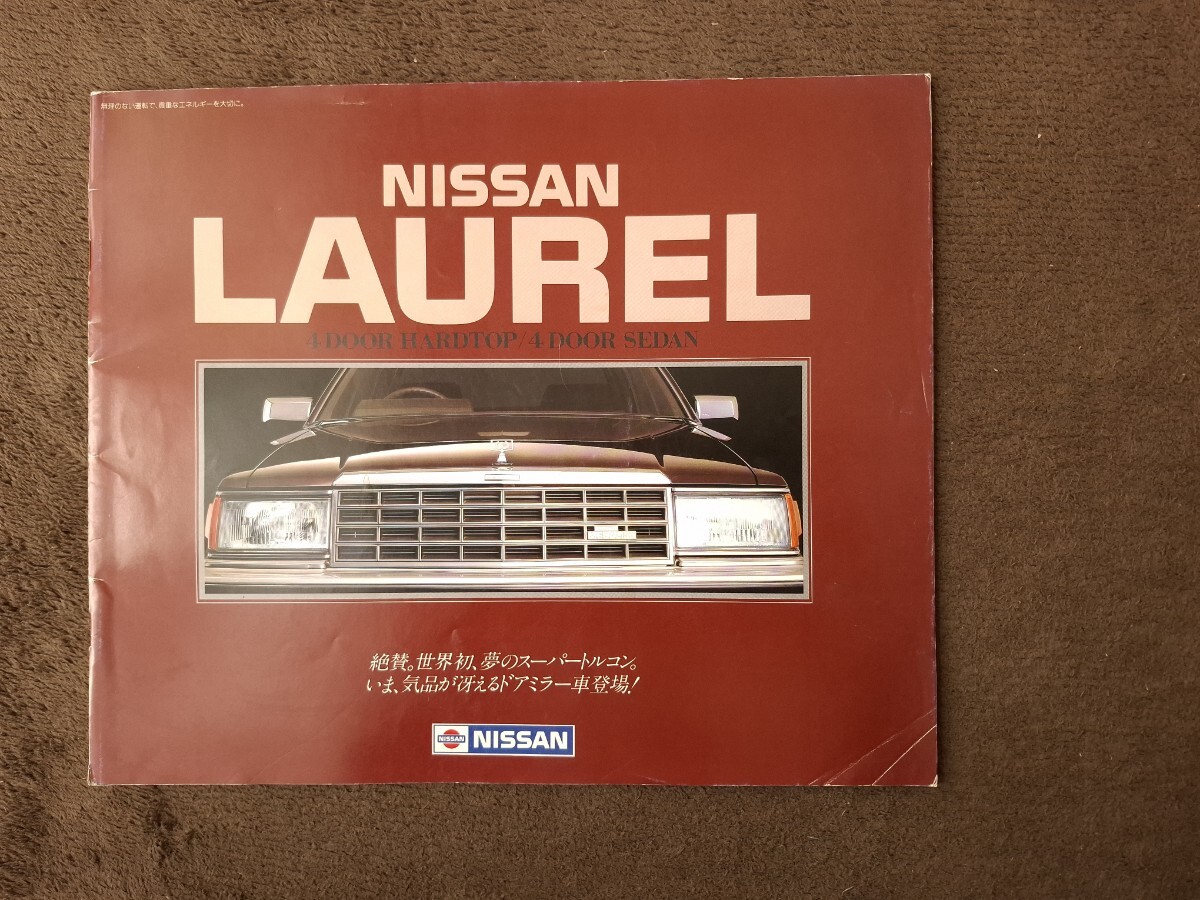 無理のない運転で、貴重なエネルギーを大切に。
NISSAN
LAUREL
4 DOOR HARDTOP/4 DOOR SEDAN
絶賛。世界初、夢のスーパートルコン。
いま、気品が冴えるドアミラー車登場!
NISSAN NISSAN